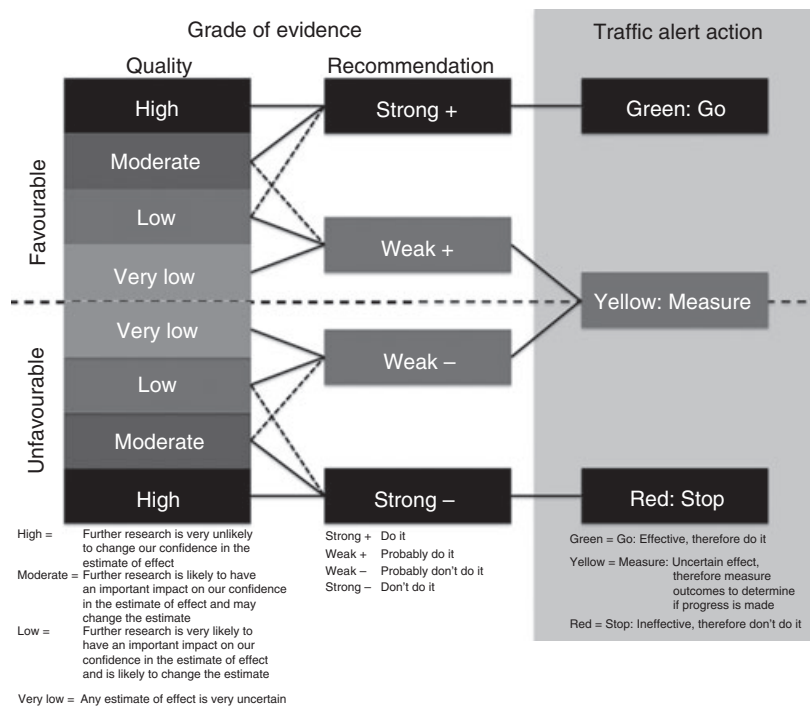 Grade of evidence
Traffic alert action
Quality
Recommendation
Favourable
Unfavourable
High
Moderate
Low
Very low
Very low
Low
Moderate
High
Strong +
Weak +
Weak –
Strong –
Green: Go
Yellow: Measure
Red: Stop
High = Further research is very unlikely
to change our confidence in the
estimate of effect
Moderate = Further research is likely to have
an important impact on our confidence
in the estimate of effect and may
change the estimate
Low = Further research is very likely to
have an important impact on our
confidence in the estimate of effect
and is likely to change the estimate
Very low = Any estimate of effect is very uncertain
Strong + Do it
Weak + Probably do it
Weak – Probably don't do it
Strong – Don't do it
Green = Go: Effective, therefore do it
Yellow = Measure: Uncertain effect,
therefore measure
outcomes to determine
if progress is made
Red = Stop: Ineffective, therefore don't do it